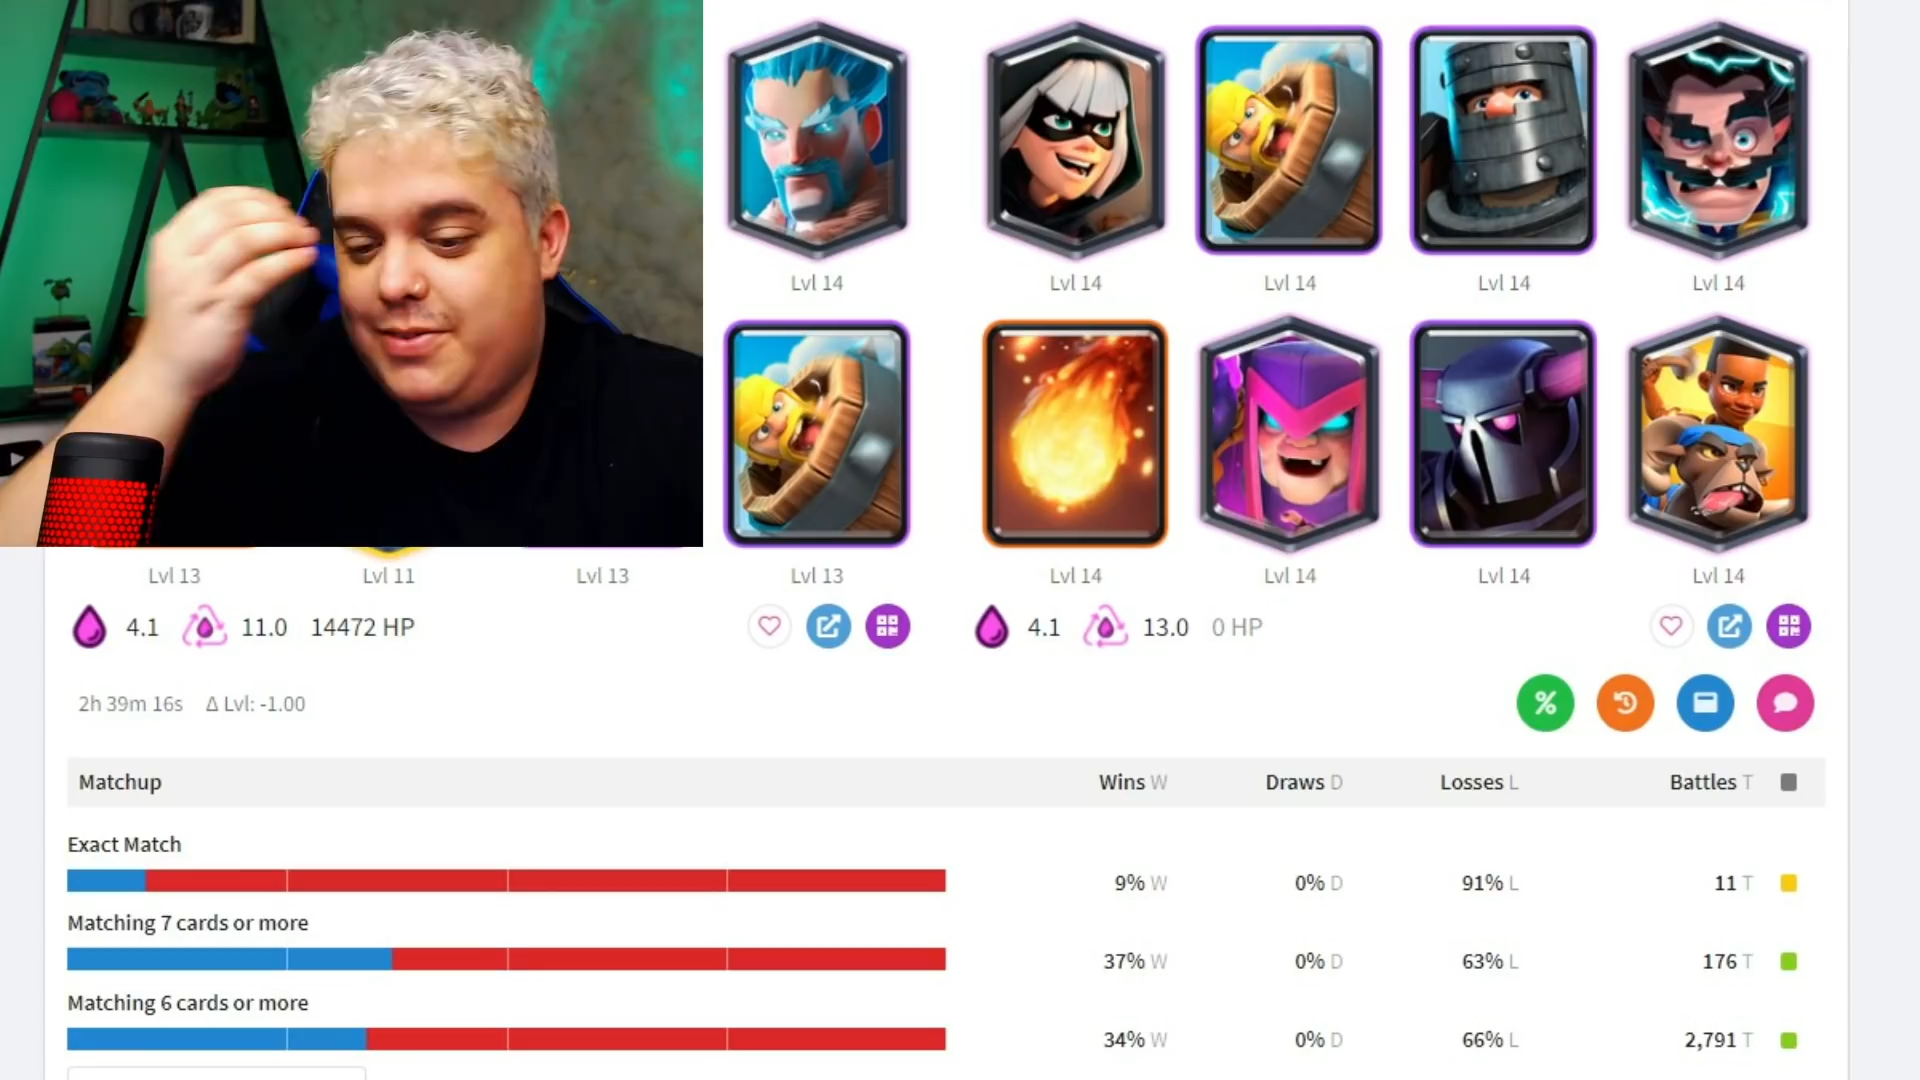 Lvl 14
Lvl 14
Lvl 14
Lvl 14
Lvl 14
Lvl 13
Lvl 11
Lvl 13
Lvl 13
Lvl 14
Lvl 14
Lvl 14
Lvl 14
4.1 11.0 14472 HP
4.1 13.0 0 HP
2h 39m 16s Δ Lvl: -1.00
%
Matchup Wins W Draws D Losses L Battles T
Exact Match
9% W 0% D 91% L 11 T
Matching 7 cards or more
37% W 0% D 63% L 176 T
Matching 6 cards or more
34% W 0% D 66% L 2,791 T